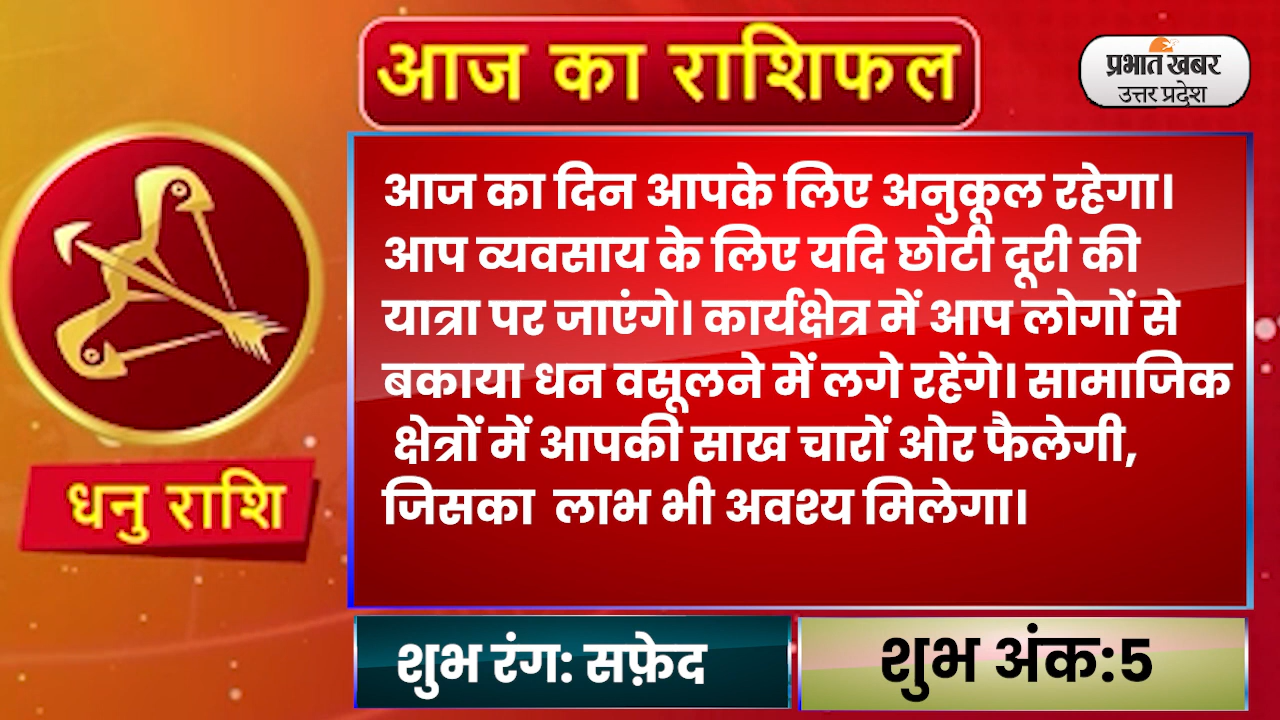 आज का राशिफल
प्रभात खबर
उत्तर प्रदेश
आज का दिन आपके लिए अनुकूल रहेगा।
आप व्यवसाय के लिए यदि छोटी दूरी की
यात्रा पर जाएंगे। कार्यक्षेत्र में आप लोगों से
बकाया धन वसूलने में लगे रहेंगे। सामाजिक
क्षेत्रों में आपकी साख चारों ओर फैलेगी,
जिसका लाभ भी अवश्य मिलेगा।
धनु राशि
शुभ रंग: सफ़ेद
शुभ अंक:5